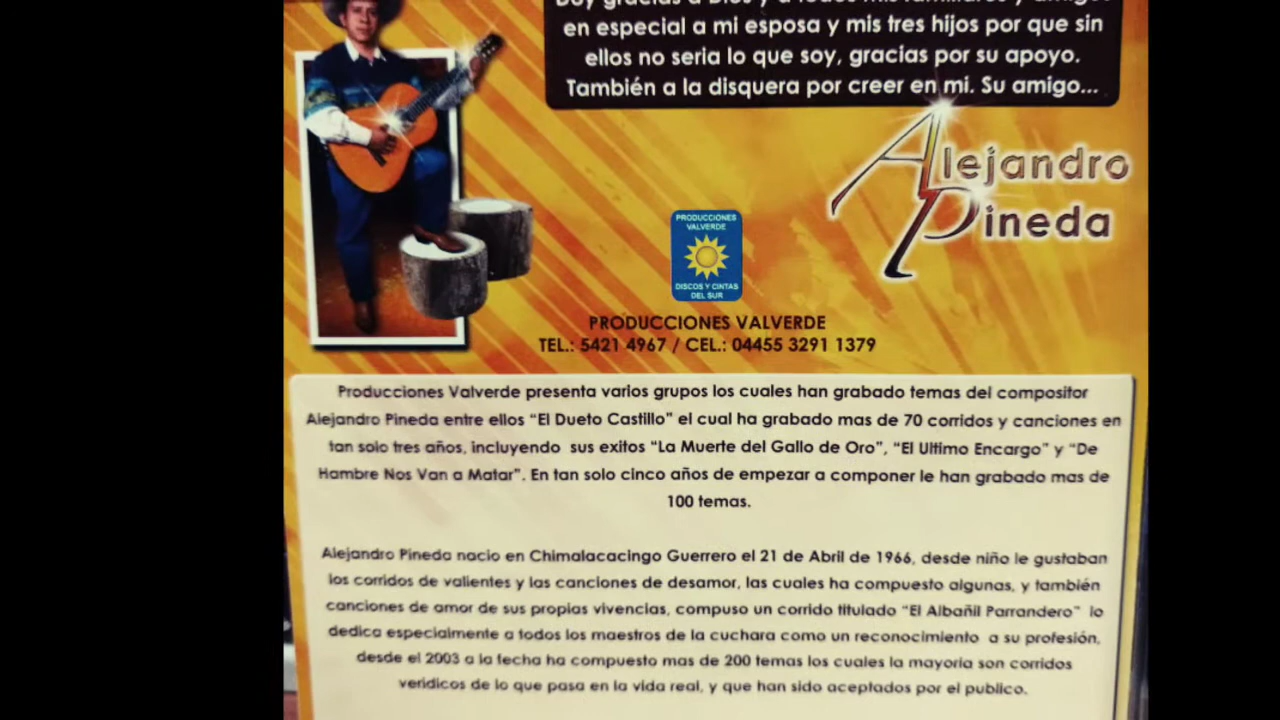 Doy gracias a Dios y a todos mis familiares y amigos
en especial a mi esposa y mis tres hijos por que sin
ellos no seria lo que soy, gracias por su apoyo.
También a la disquera por creer en mi. Su amigo...
Alejandro
Pineda
PRODUCCIONES
VALVERDE
DISCOS Y CINTAS
DEL SUR
PRODUCCIONES VALVERDE
TEL.: 5421 4967 / CEL.: 04455 3291 1379
Producciones Valverde presenta varios grupos los cuales han grabado temas del compositor
Alejandro Pineda entre ellos “El Dueto Castillo” el cual ha grabado mas de 70 corridos y canciones en
tan solo tres años, incluyendo sus exitos “La Muerte del Gallo de Oro”, “El Ultimo Encargo” y “De
Hambre Nos Van a Matar”. En tan solo cinco años de empezar a componer le han grabado mas de
100 temas.
Alejandro Pineda nacio en Chimalacacingo Guerrero el 21 de Abril de 1966, desde niño le gustaban
los corridos de valientes y las canciones de desamor, las cuales ha compuesto algunas, y también
canciones de amor de sus propias vivencias, compuso un corrido titulado “El Albañil Parrandero” lo
dedica especialmente a todos los maestros de la cuchara como un reconocimiento a su profesión,
desde el 2003 a la fecha ha compuesto mas de 200 temas los cuales la mayoria son corridos
veridicos de lo que pasa en la vida real, y que han sido aceptados por el publico.